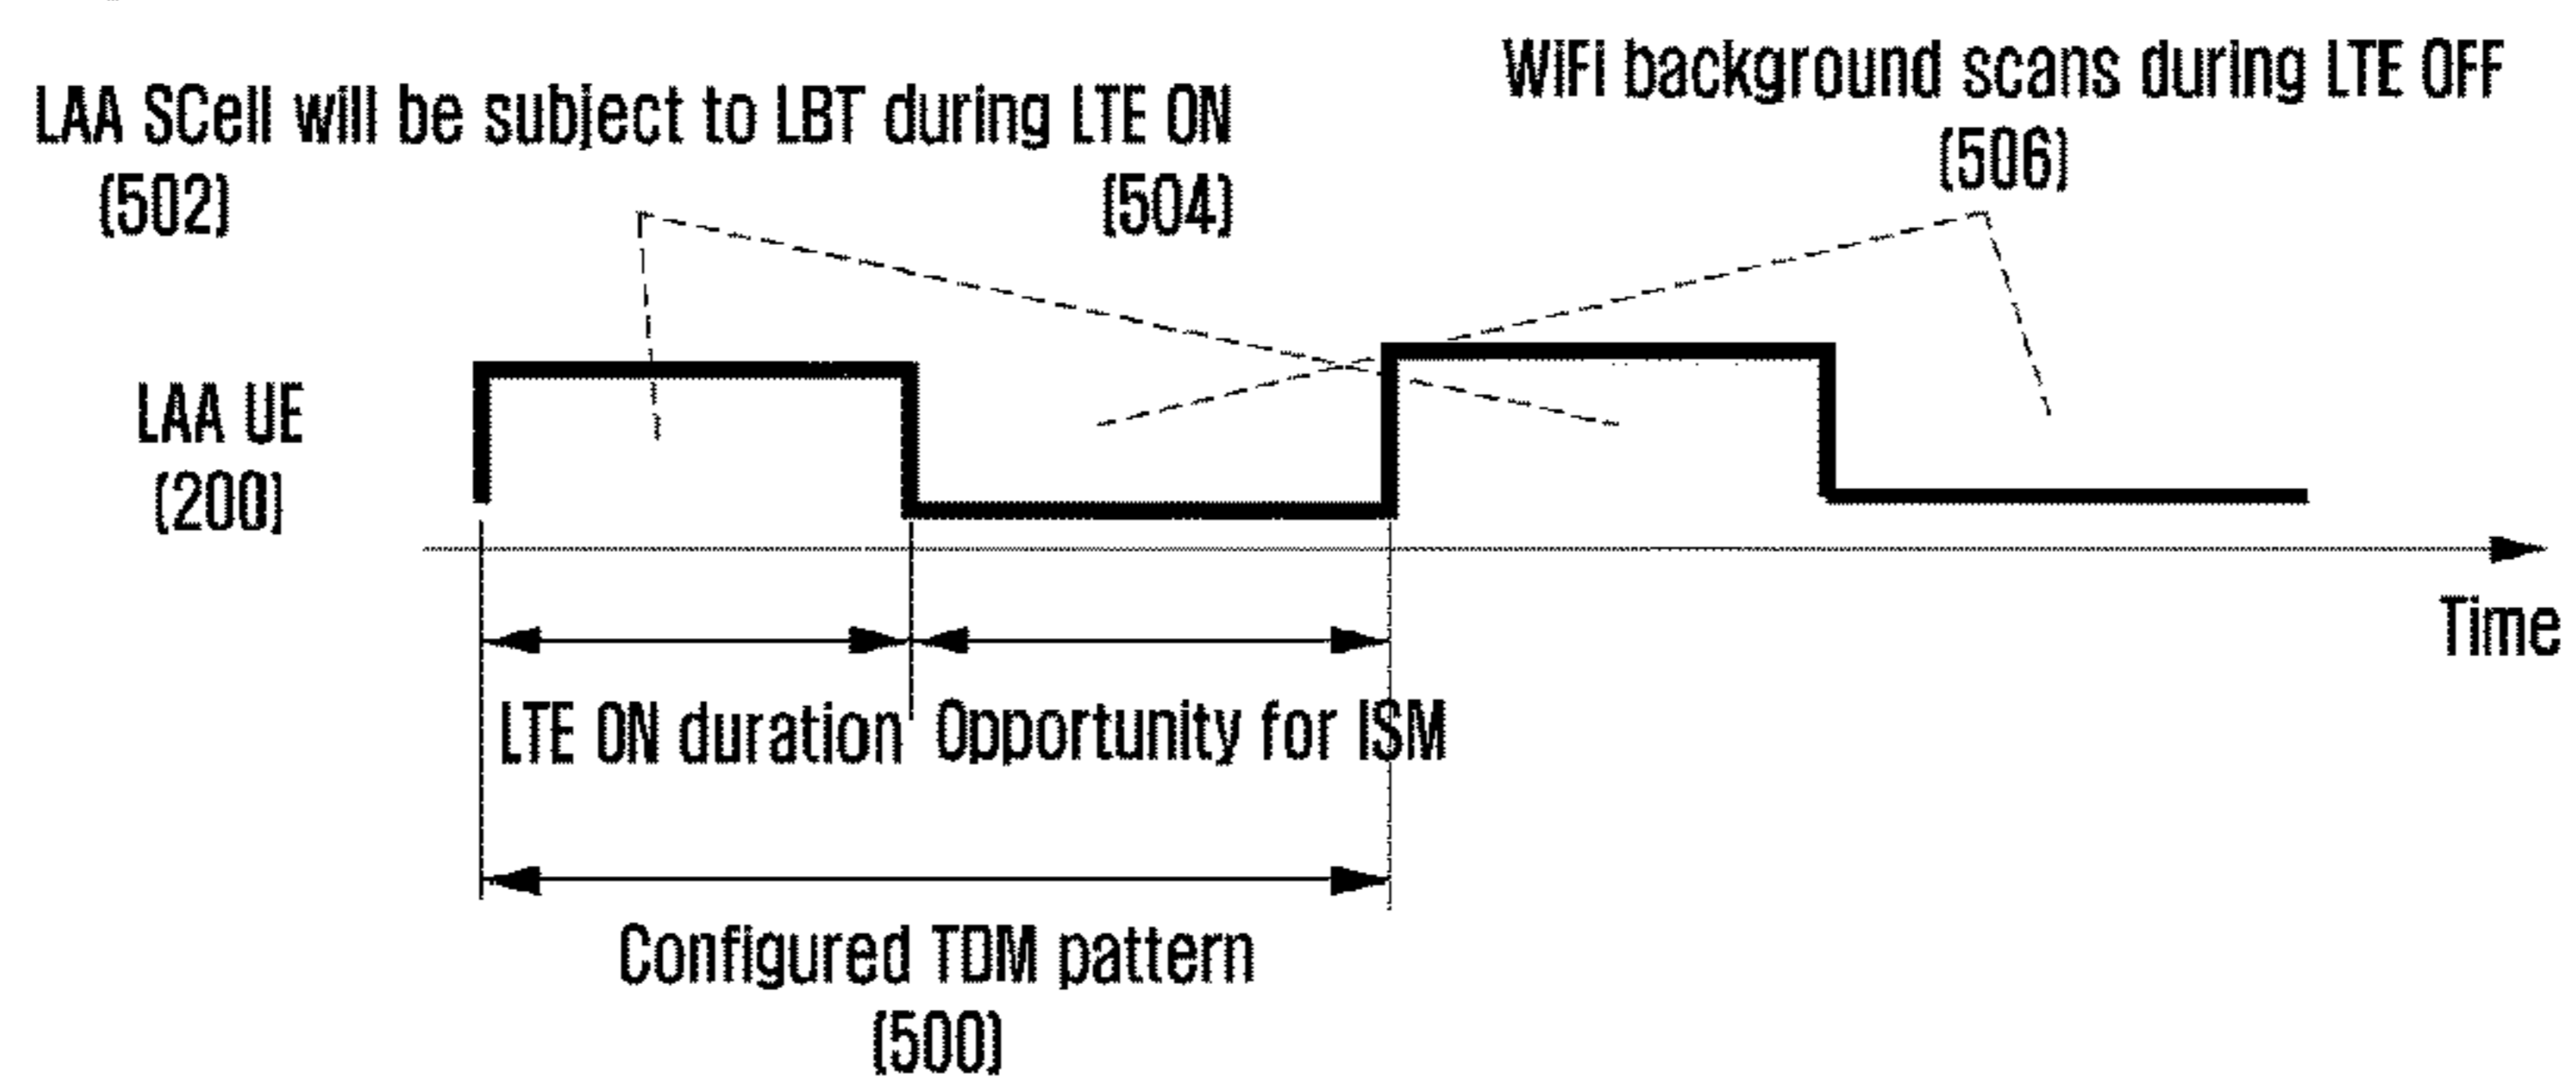 WiFi background scans during LTE OFF
(506)
LAA SCell will be subject to LBT during LTE ON
(502) (504)
LAA UE
(200)
Time
LTE ON duration Opportunity for ISM
Configured TDM pattern
(500)